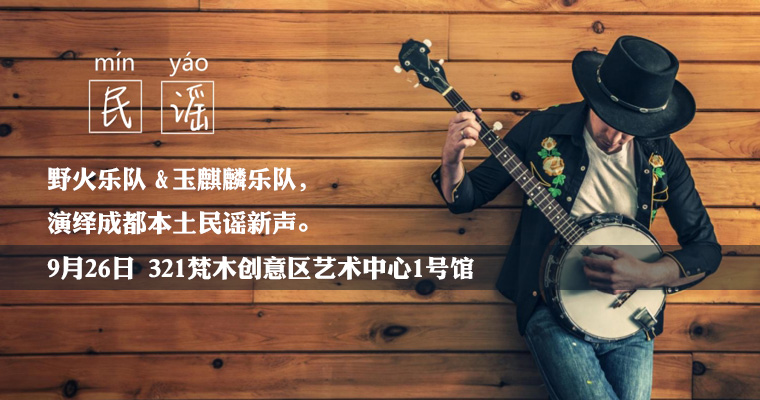 mín yáo
民 谣
野火乐队 & 玉麒麟乐队，
演绎成都本土民谣新声。
9月26日 321梵木创意区艺术中心1号馆